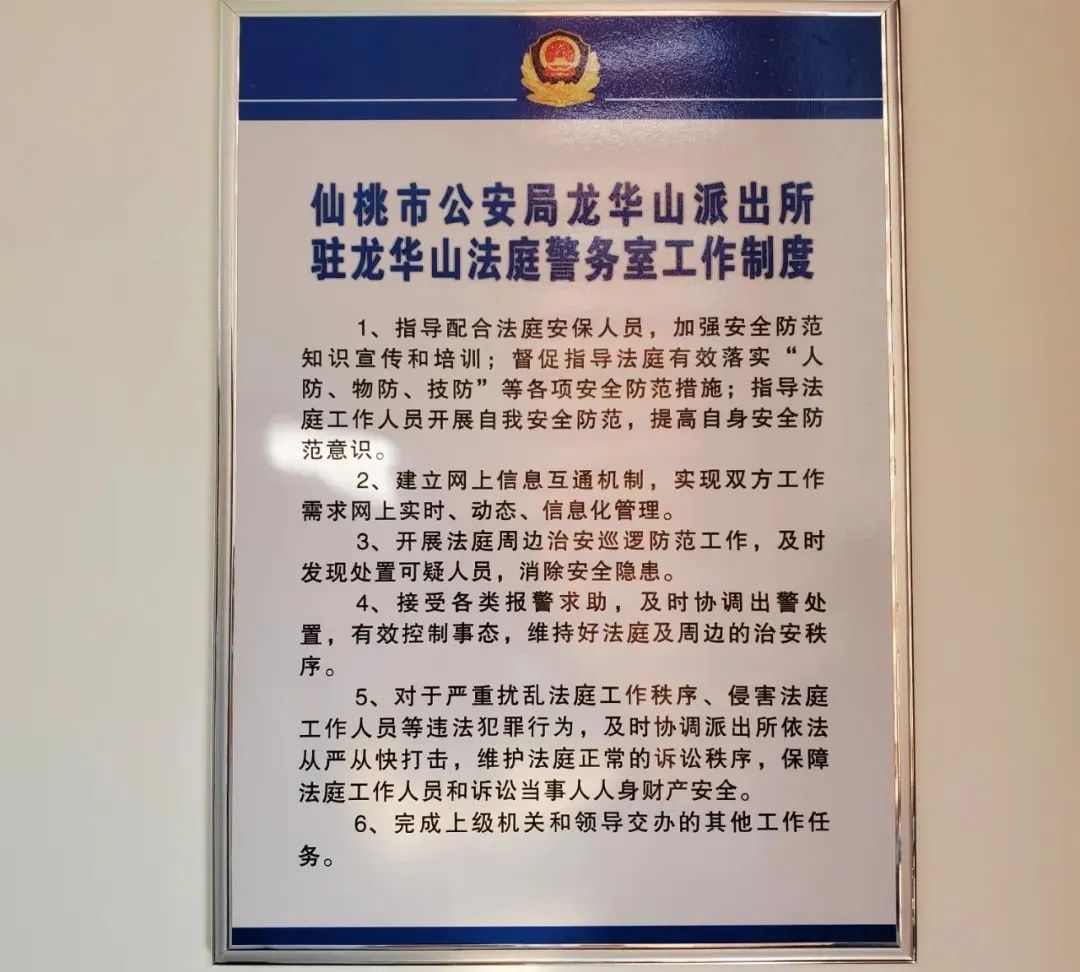 仙桃市公安局龙华山派出所
驻龙华山法庭警务室工作制度
1、指导配合法庭安保人员，加强安全防范
知识宣传和培训；督促指导法庭有效落实“人
防、物防、技防”等各项安全防范措施；指导法
庭工作人员开展自我安全防范，提高自身安全防
范意识。
2、建立网上信息互通机制，实现双方工作
需求网上实时、动态、信息化管理。
3、开展法庭周边治安巡逻防范工作，及时
发现处置可疑人员，消除安全隐患。
4、接受各类报警求助，及时协调出警处
置，有效控制事态，维持好法庭及周边的治安秩
序。
5、对于严重扰乱法庭工作秩序、侵害法庭
工作人员等违法犯罪行为，及时协调派出所依法
从严从快打击，维护法庭正常的诉讼秩序，保障
法庭工作人员和诉讼当事人人身财产安全。
6、完成上级机关和领导交办的其他工作任
务。